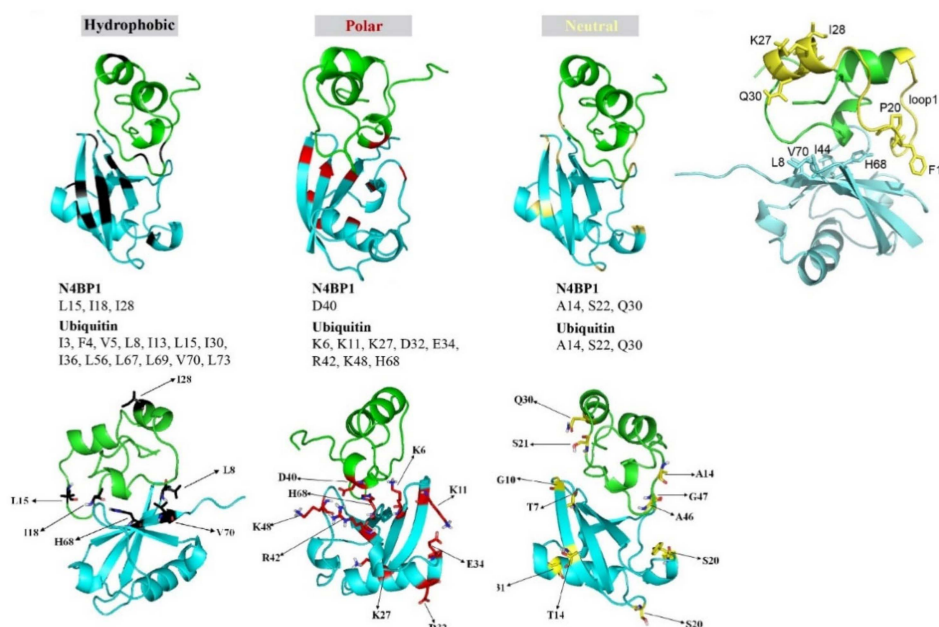 Hydrophobic
Polar
Neutral
K27
I28
Q30
P20
loop1
V70
I44
L8
H68
F1
N4BP1
L15, I18, I28
Ubiquitin
I3, F4, V5, L8, I13, L15, I30,
I36, L56, L67, L69, V70, L73
N4BP1
D40
Ubiquitin
K6, K11, K27, D32, E34,
R42, K48, H68
N4BP1
A14, S22, Q30
Ubiquitin
A14, S22, Q30
I28
L15
L8
I18
H68
V70
K6
D40
H68
K11
K48
R42
E34
K27
Q30
S21
A14
G10
G47
T7
A46
S20
T14
S20